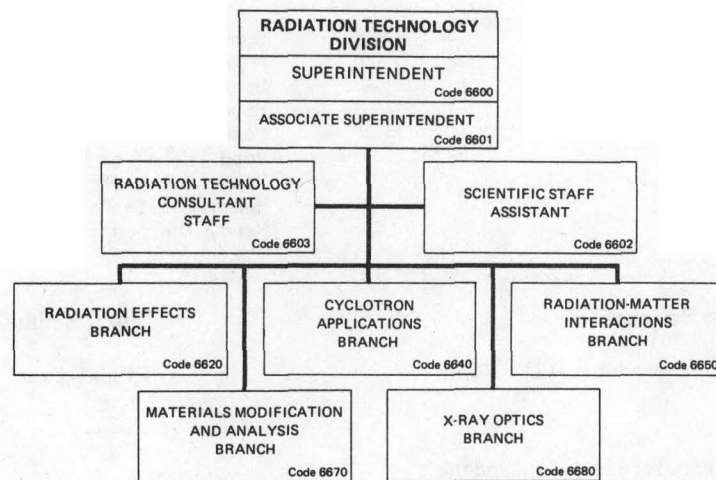 RADIATION TECHNOLOGY
DIVISION
SUPERINTENDENT
Code 6600
ASSOCIATE SUPERINTENDENT
Code 6601
RADIATION TECHNOLOGY
CONSULTANT
STAFF
Code 6603
SCIENTIFIC STAFF
ASSISTANT
Code 6602
RADIATION EFFECTS
BRANCH
Code 6620
CYCLOTRON
APPLICATIONS
BRANCH
Code 6640
RADIATION-MATTER
INTERACTIONS
BRANCH
Code 6650
MATERIALS MODIFICATION
AND ANALYSIS
BRANCH
Code 6670
X-RAY OPTICS
BRANCH
Code 6680